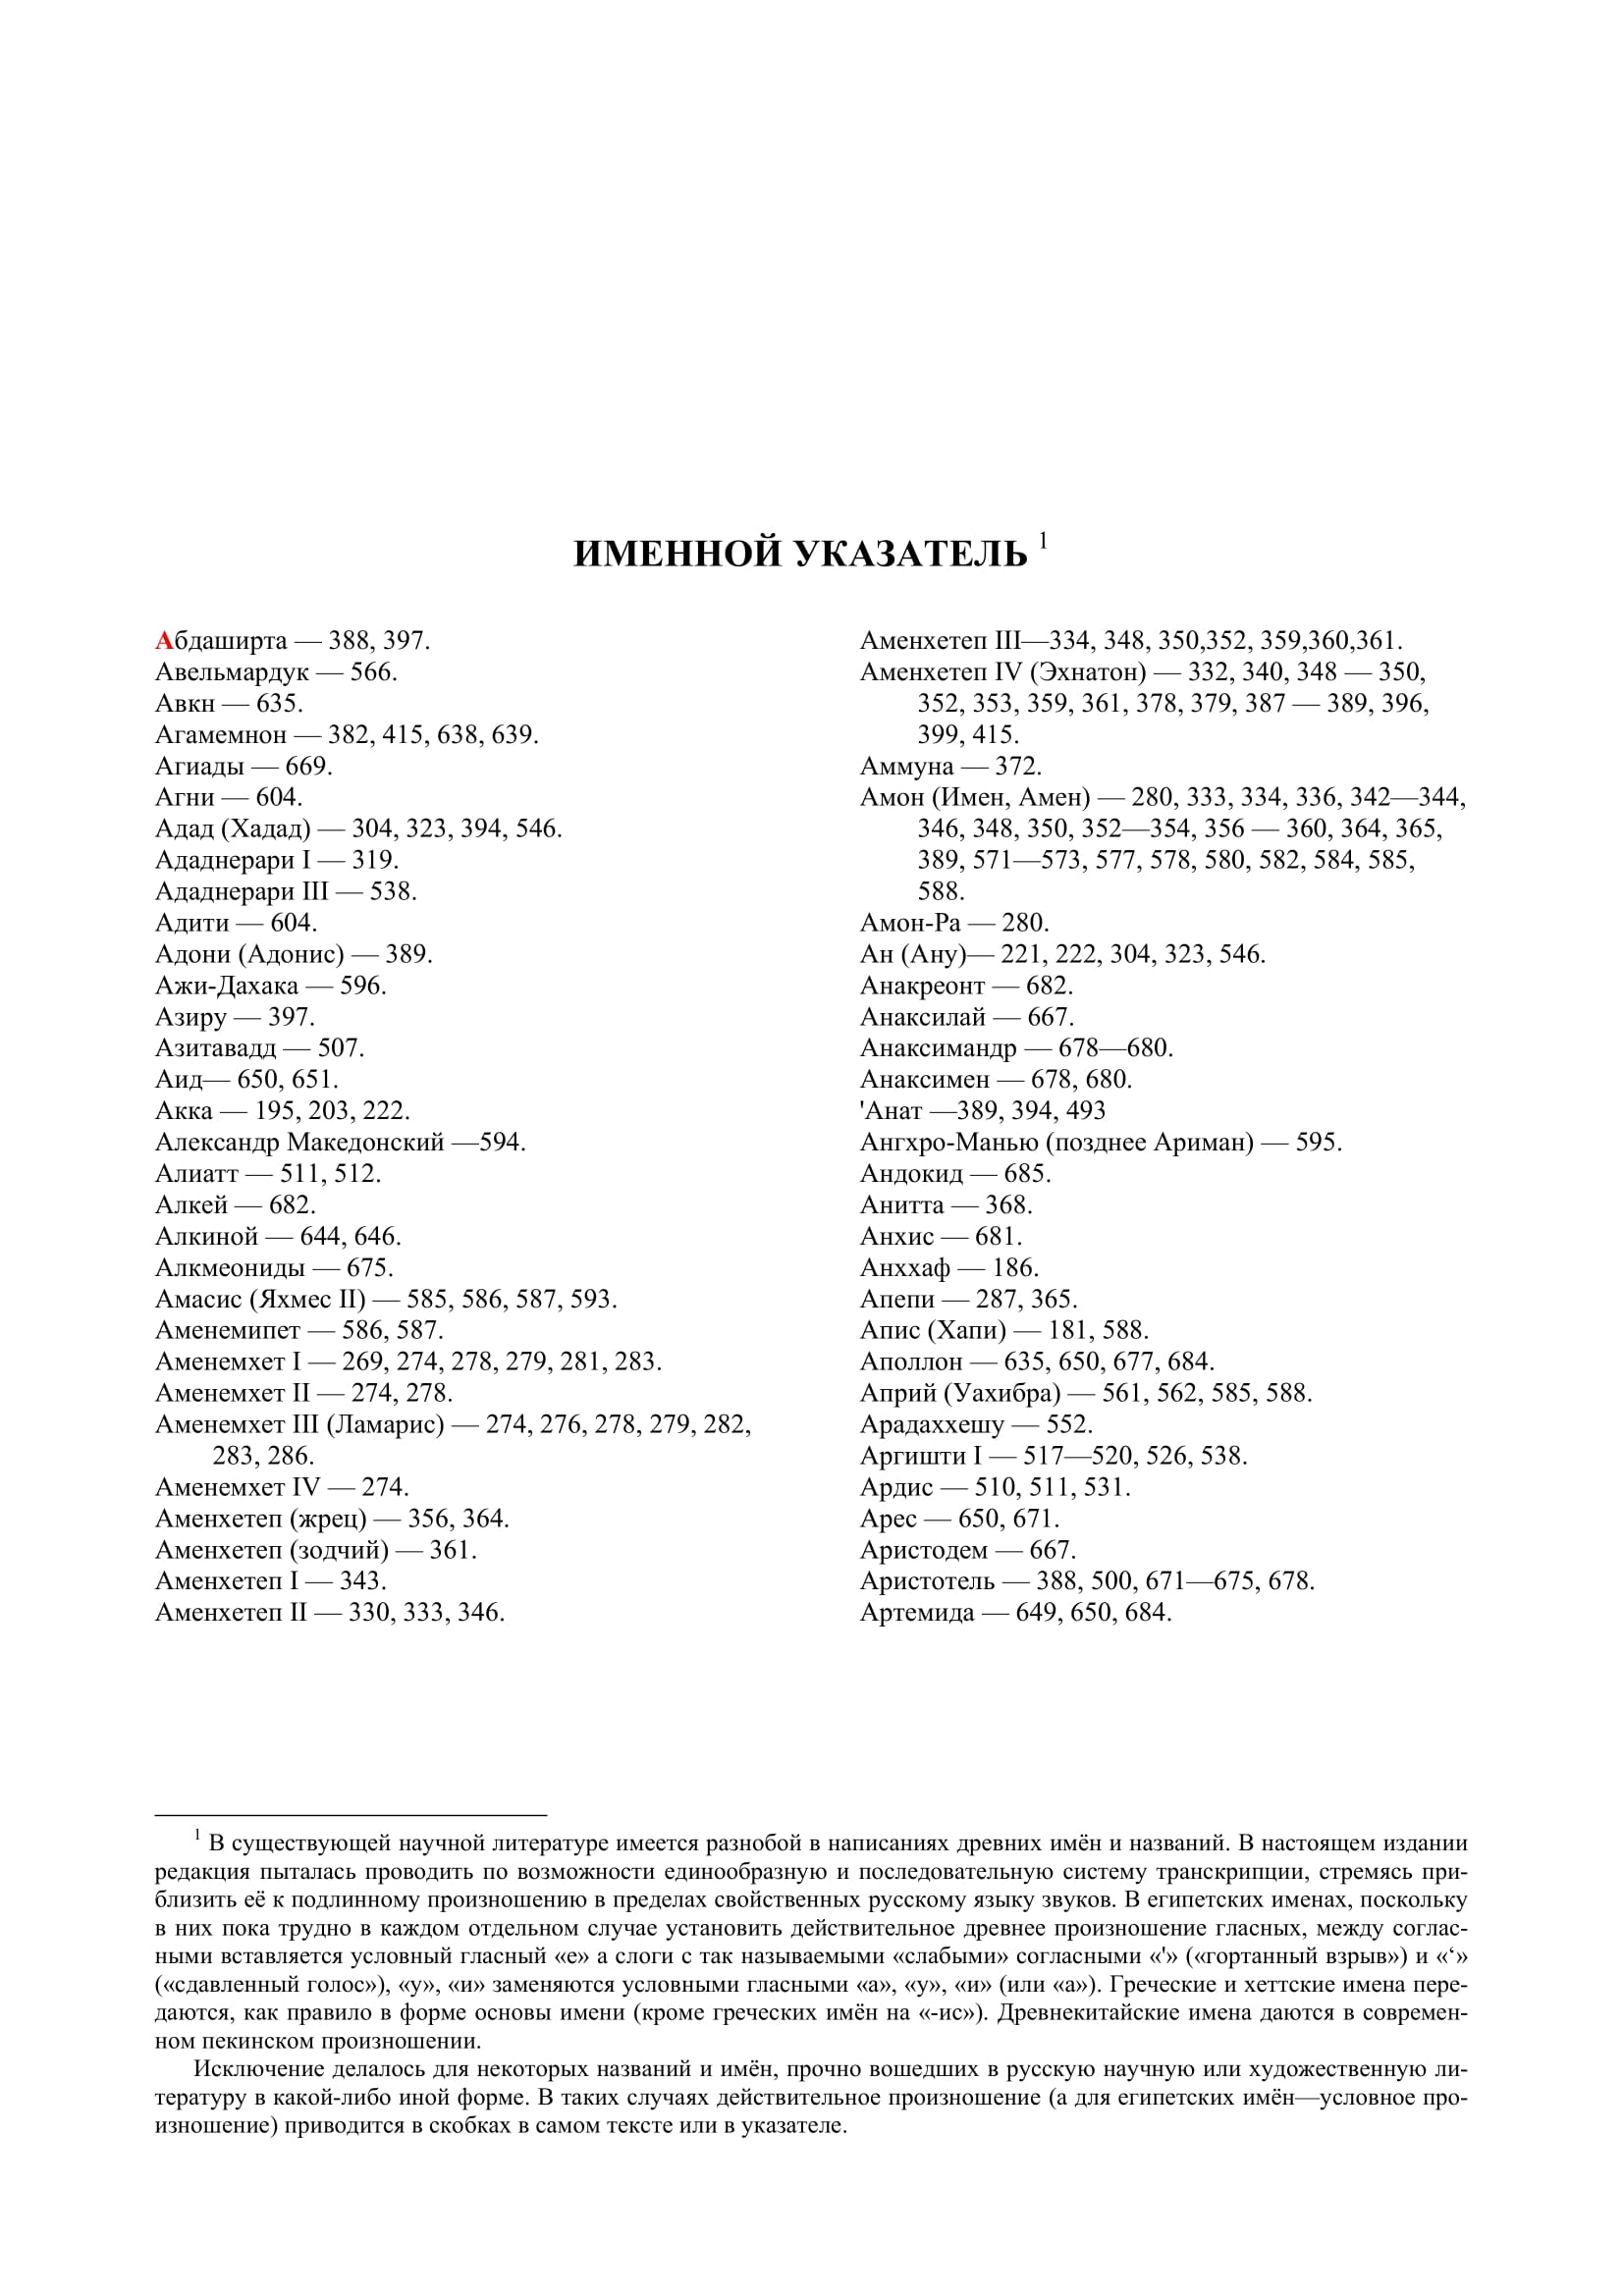 ИМЕННОЙ УКАЗАТЕЛЬ 1
Абдаширта — 388, 397.
Авельмардук — 566.
Авкн — 635.
Агамемнон — 382, 415, 638, 639.
Агиады — 669.
Агни — 604.
Адад (Хадад) — 304, 323, 394, 546.
Ададнерари I — 319.
Ададнерари III — 538.
Адити — 604.
Адони (Адонис) — 389.
Ажи-Дахака — 596.
Азиру — 397.
Азитавадд — 507.
Аид— 650, 651.
Акка — 195, 203, 222.
Александр Македонский —594.
Алиатт — 511, 512.
Алкей — 682.
Алкиной — 644, 646.
Алкмеониды — 675.
Амасис (Яхмес II) — 585, 586, 587, 593.
Аменемипет — 586, 587.
Аменемхет I — 269, 274, 278, 279, 281, 283.
Аменемхет II — 274, 278.
Аменемхет III (Ламарис) — 274, 276, 278, 279, 282,
283, 286.
Аменемхет IV — 274.
Аменхетеп (жрец) — 356, 364.
Аменхетеп (зодчий) — 361.
Аменхетеп I — 343.
Аменхетеп II — 330, 333, 346.
Аменхетеп III—334, 348, 350,352, 359,360,361.
Аменхетеп IV (Эхнатон) — 332, 340, 348 — 350,
352, 353, 359, 361, 378, 379, 387 — 389, 396,
399, 415.
Аммуна — 372.
Амон (Имен, Амен) — 280, 333, 334, 336, 342—344,
346, 348, 350, 352—354, 356 — 360, 364, 365,
389, 571—573, 577, 578, 580, 582, 584, 585,
588.
Амон-Ра — 280.
Ан (Ану)— 221, 222, 304, 323, 546.
Анакреонт — 682.
Анаксилай — 667.
Анаксимандр — 678—680.
Анаксимен — 678, 680.
'Анат —389, 394, 493
Ангхро-Манью (позднее Ариман) — 595.
Андокид — 685.
Анитта — 368.
Анхис — 681.
Анххаф — 186.
Апепи — 287, 365.
Апис (Хапи) — 181, 588.
Аполлон — 635, 650, 677, 684.
Априй (Уахибра) — 561, 562, 585, 588.
Арадаххешу — 552.
Аргишти I — 517—520, 526, 538.
Ардис — 510, 511, 531.
Арес — 650, 671.
Аристодем — 667.
Аристотель — 388, 500, 671—675, 678.
Артемида — 649, 650, 684.
1 В существующей научной литературе имеется разнобой в написаниях древних имён и названий. В настоящем издании
редакция пыталась проводить по возможности единообразную и последовательную систему транскрипции, стремясь при-
близить её к подлинному произношению в пределах свойственных русскому языку звуков. В египетских именах, поскольку
в них пока трудно в каждом отдельном случае установить действительное древнее произношение гласных, между соглас-
ными вставляется условный гласный «е» а слоги с так называемыми «слабыми» согласными «'» («гортанный взрыв») и «‘»
(«сдавленный голос»), «у», «и» заменяются условными гласными «а», «у», «и» (или «а»). Греческие и хеттские имена пере-
даются, как правило в форме основы имени (кроме греческих имён на «-ис»). Древнекитайские имена даются в современ-
ном пекинском произношении.
Исключение делалось для некоторых названий и имён, прочно вошедших в русскую научную или художественную ли-
тературу в какой-либо иной форме. В таких случаях действительное произношение (а для египетских имён—условное про-
изношение) приводится в скобках в самом тексте или в указателе.